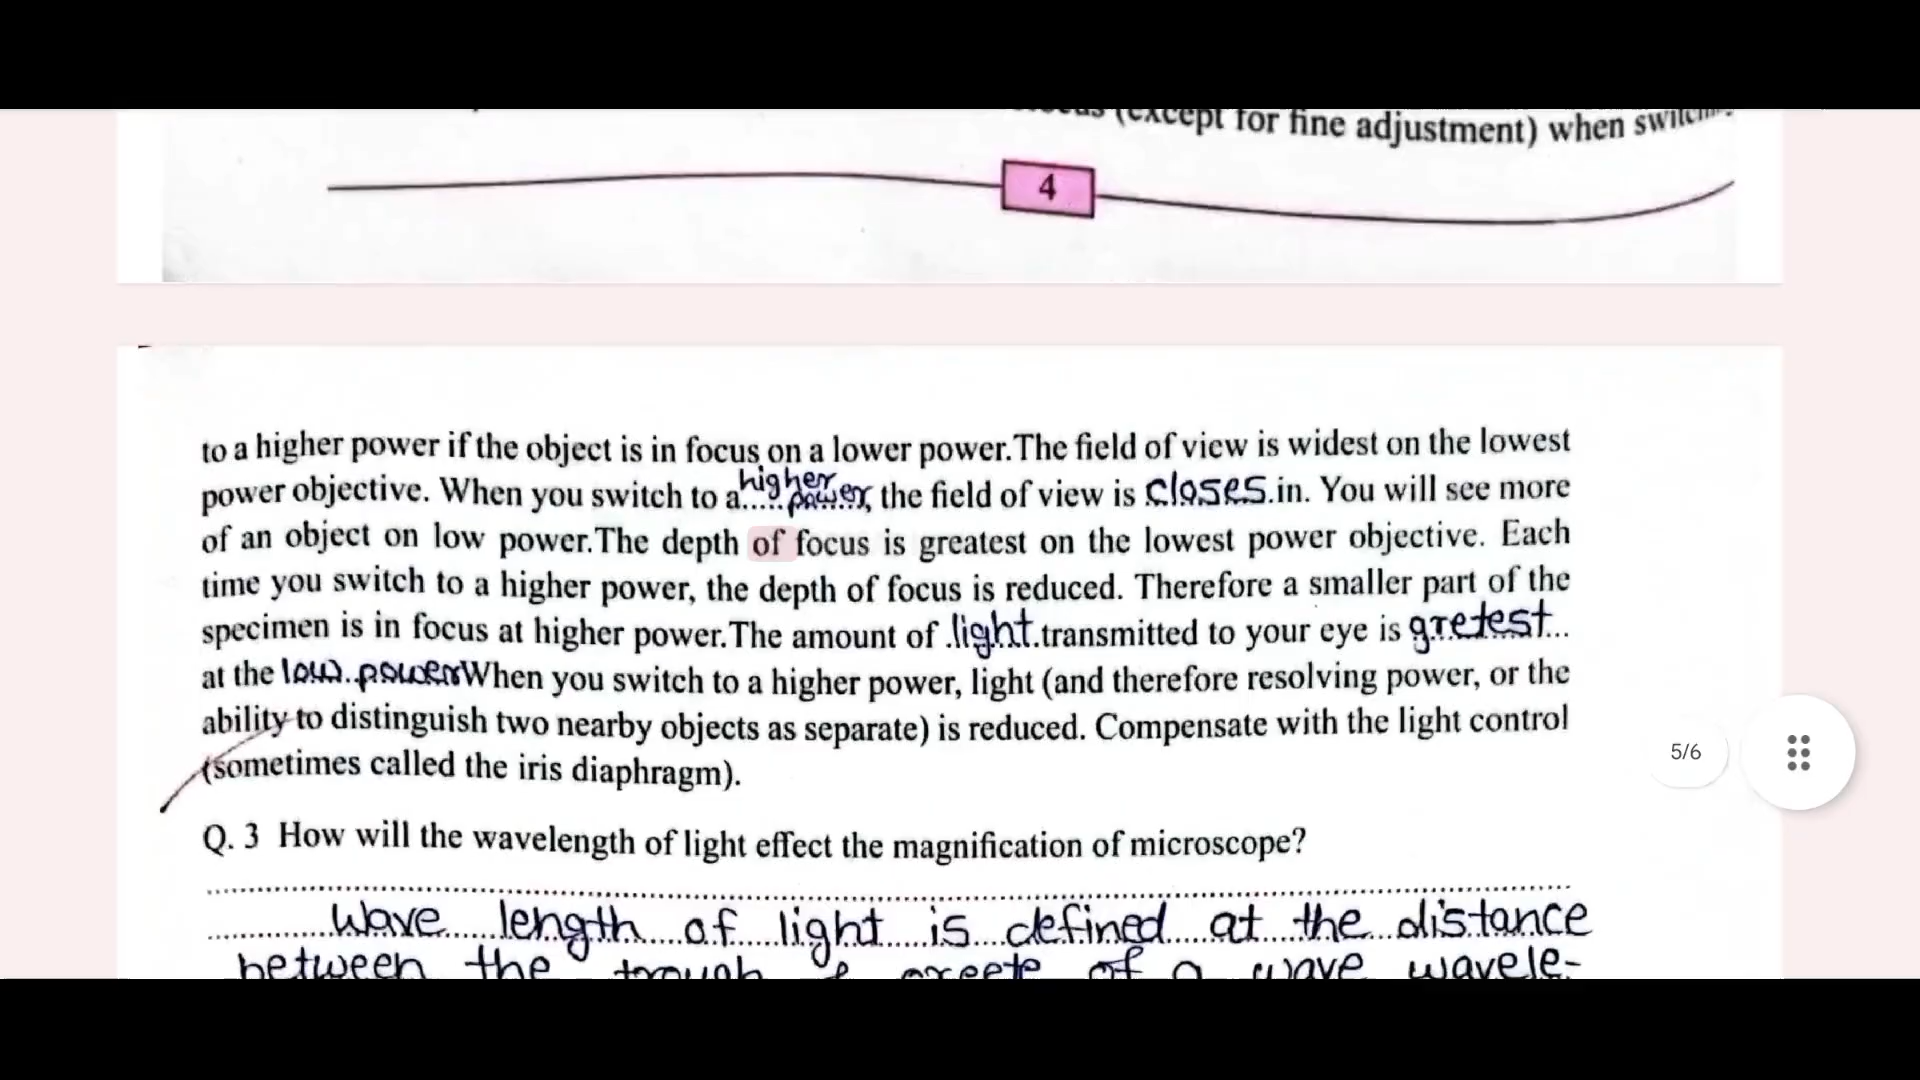 (except for fine adjustment) when
4
to a higher power if the object is in focus on a lower power.The field of view is widest on the lowest
power objective. When you switch to a.....higher power, the field of view is closes.in. You will see more
of an object on low power.The depth of focus is greatest on the lowest power objective. Each
time you switch to a higher power, the depth of focus is reduced. Therefore a smaller part of the
specimen is in focus at higher power.The amount of .light.transmitted to your eye is gretest...
at the low..powerWhen you switch to a higher power, light (and therefore resolving power, or the
ability to distinguish two nearby objects as separate) is reduced. Compensate with the light control
(sometimes called the iris diaphragm).
5/6
Q. 3 How will the wavelength of light effect the magnification of microscope?
Wave length of light is defined at the distance
between the of a wave wavele-